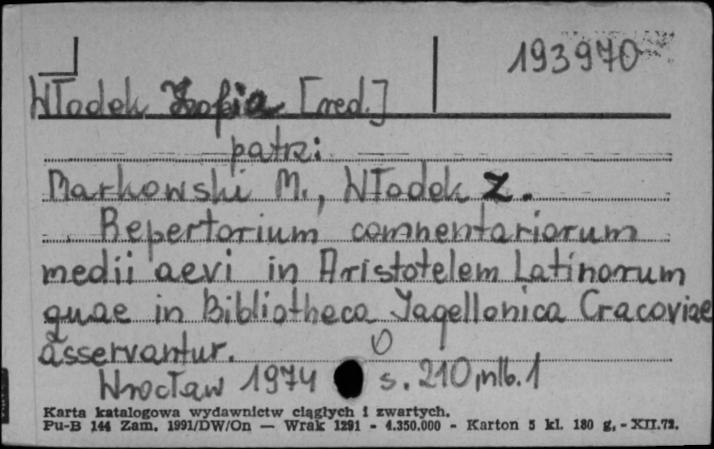 193970
Włodek Zofia [red.]
patrz:
Markowski M., Włodek Z.
Repertorium commentariorum
medii aevi in Aristotelem Latinorum
quae in Bibliotheca Jagellonica Cracoviae
asservantur.
Wrocław 1974 s. 210, nlb. 1
Karta katalogowa wydawnictw ciągłych i zwartych.
Pu-B 144 Zam. 1991/DW/On — Wrak 1291 - 4.350.000 - Karton 5 kl. 180 g, - XII.72.